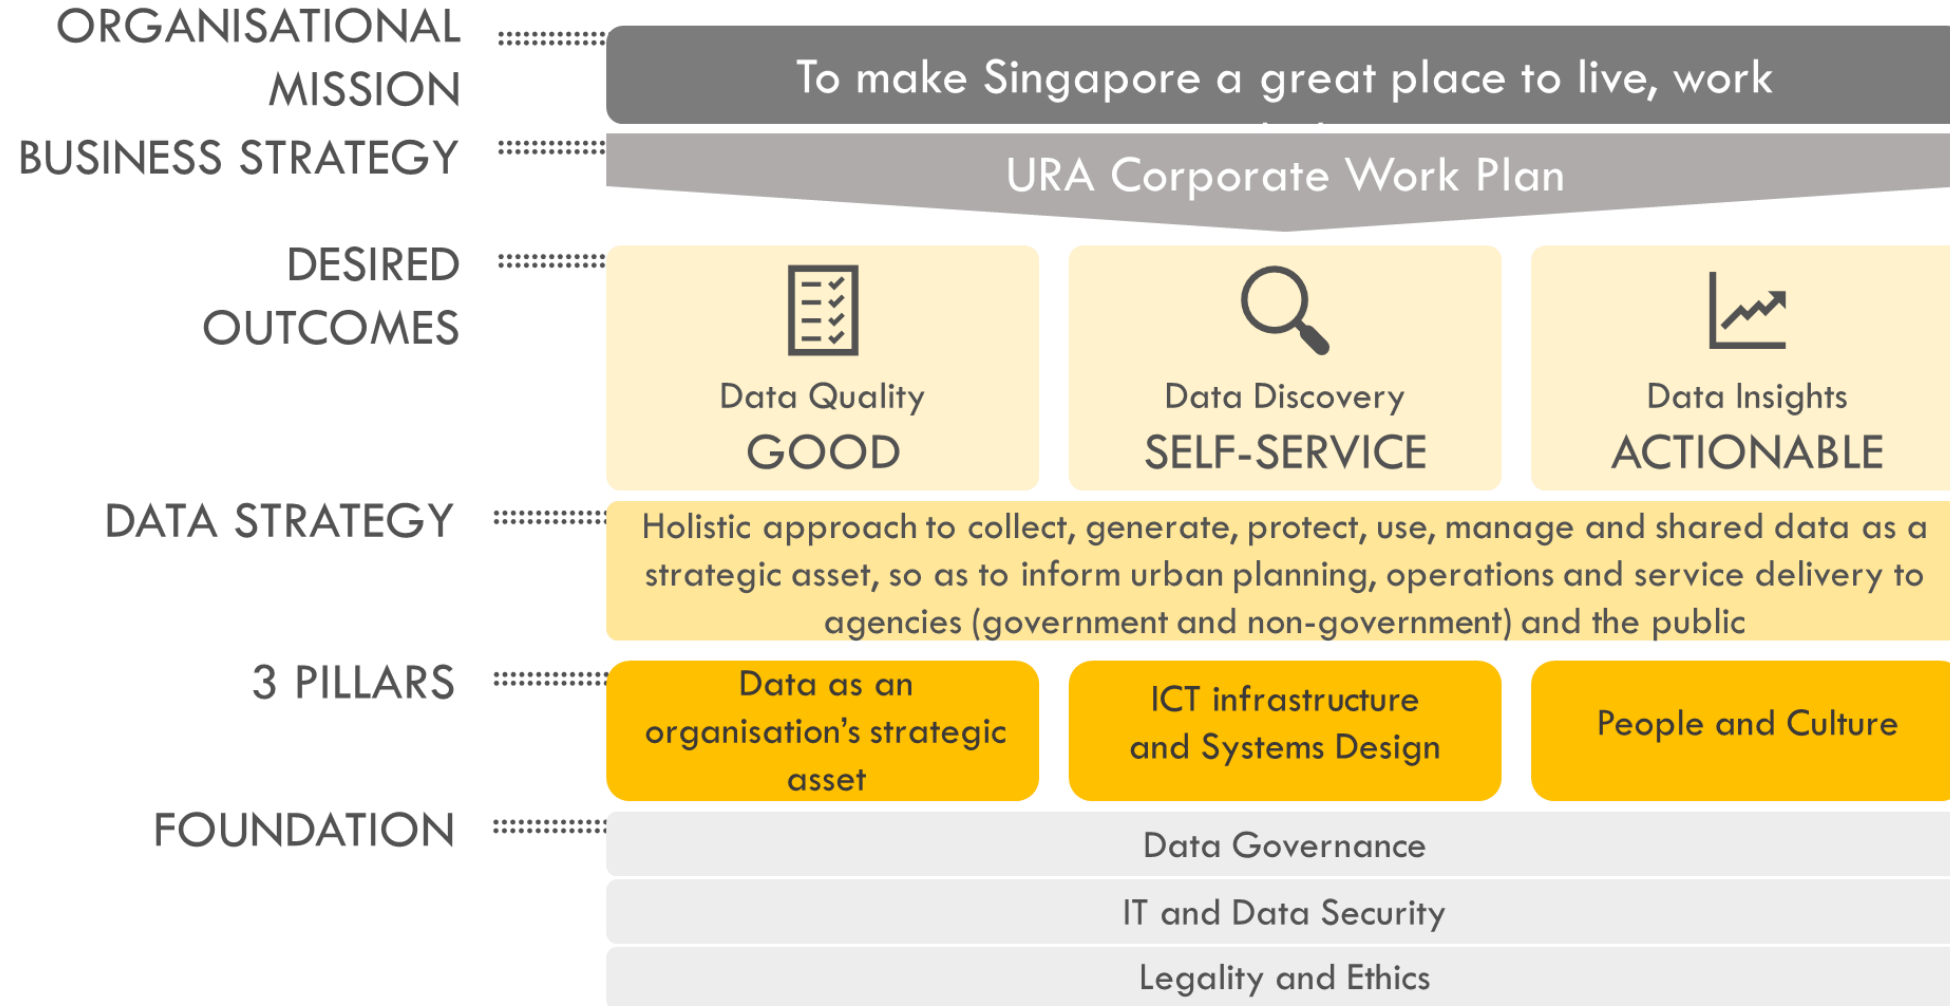 ORGANISATIONAL
MISSION
To make Singapore a great place to live, work
BUSINESS STRATEGY
URA Corporate Work Plan
DESIRED
OUTCOMES
Data Quality
GOOD
Data Discovery
SELF-SERVICE
Data Insights
ACTIONABLE
DATA STRATEGY
Holistic approach to collect, generate, protect, use, manage and shared data as a
strategic asset, so as to inform urban planning, operations and service delivery to
agencies (government and non-government) and the public
3 PILLARS
Data as an
organisation’s strategic
asset
ICT infrastructure
and Systems Design
People and Culture
FOUNDATION
Data Governance
IT and Data Security
Legality and Ethics